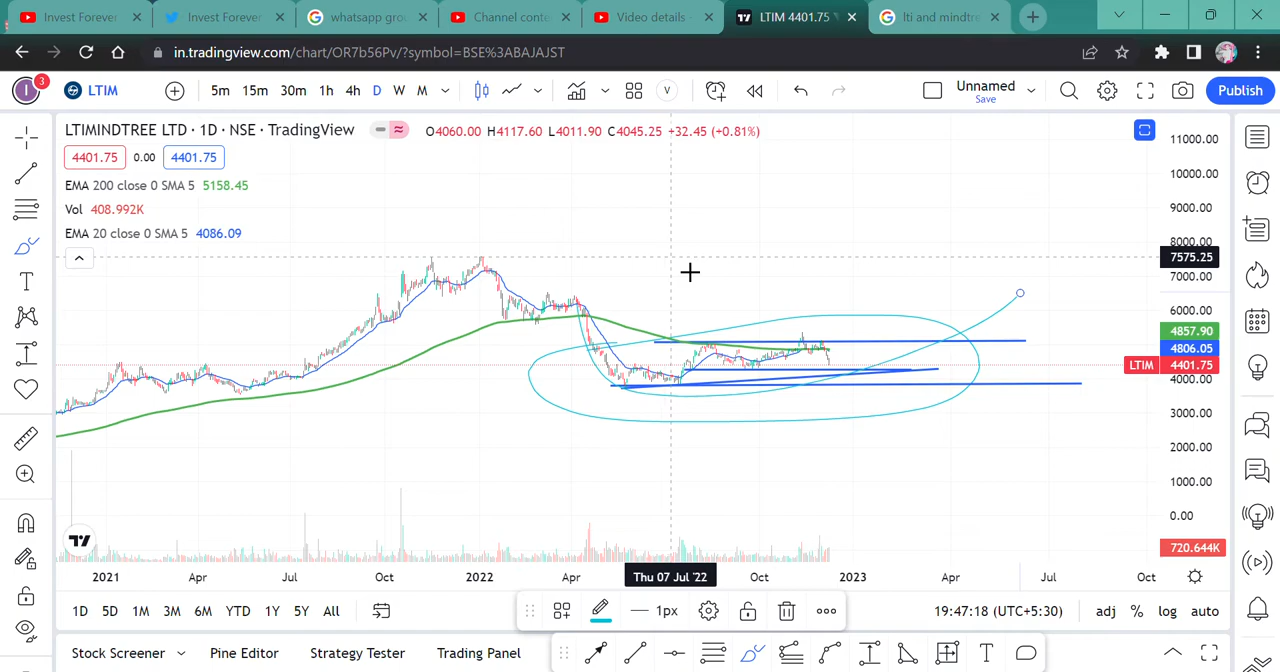 Invest Forever
Invest Forever
whatsapp grou
Channel conte
Video details -
LTIM 4401.75
lti and mindtre
in.tradingview.com/chart/OR7b56Pv/?symbol=BSE%3ABAJAJST
I 3 LTIM 5m 15m 30m 1h 4h D W M V Unnamed Save Publish
LTIMINDTREE LTD · 1D · NSE · TradingView O4060.00 H4117.60 L4011.90 C4045.25 +32.45 (+0.81%)
4401.75 0.00 4401.75
EMA 200 close 0 SMA 5 5158.45
Vol 408.992K
EMA 20 close 0 SMA 5 4086.09
11000.00
10000.00
9000.00
8000.00
7575.25
7000.00
6000.00
4857.90
4806.05
LTIM 4401.75
4000.00
3000.00
2000.00
1000.00
0.00
720.644K
2021 Apr Jul Oct 2022 Apr Thu 07 Jul '22 Oct 2023 Apr Jul Oct
1D 5D 1M 3M 6M YTD 1Y 5Y All 1px 19:47:18 (UTC+5:30) adj % log auto
Stock Screener Pine Editor Strategy Tester Trading Panel